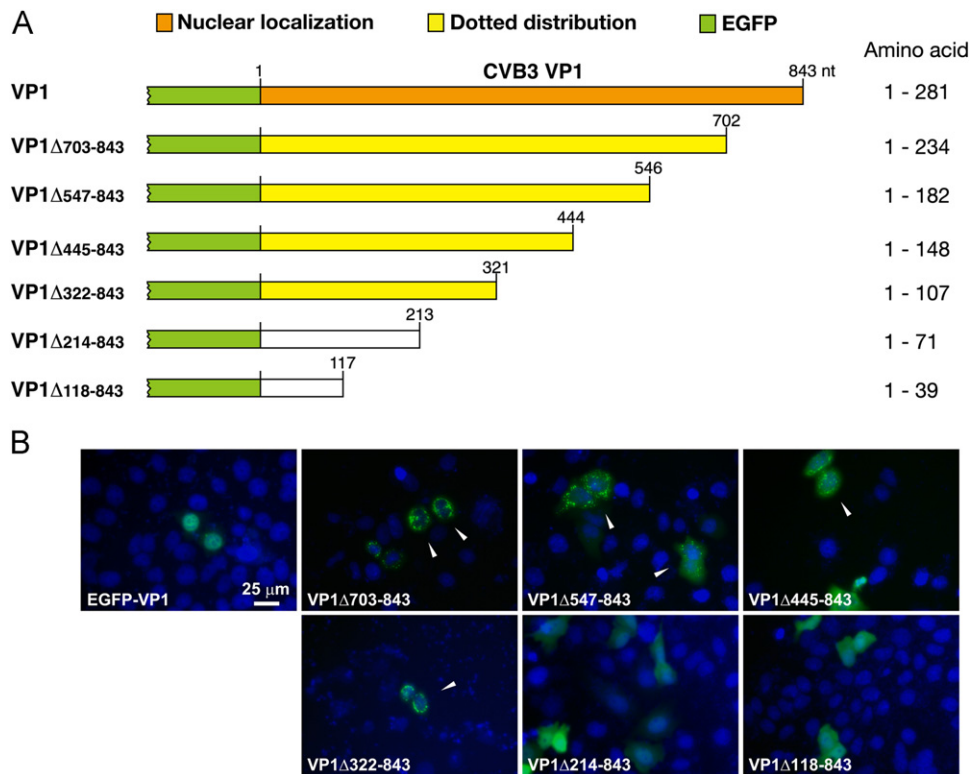 A
Nuclear localization Dotted distribution EGFP
Amino acid
1 CVB3 VP1 843 nt
VP1 1 - 281
702
VP1Δ703-843 1 - 234
546
VP1Δ547-843 1 - 182
444
VP1Δ445-843 1 - 148
321
VP1Δ322-843 1 - 107
213
VP1Δ214-843 1 - 71
117
VP1Δ118-843 1 - 39
B
EGFP-VP1 25 μm VP1Δ703-843 VP1Δ547-843 VP1Δ445-843
VP1Δ322-843 VP1Δ214-843 VP1Δ118-843